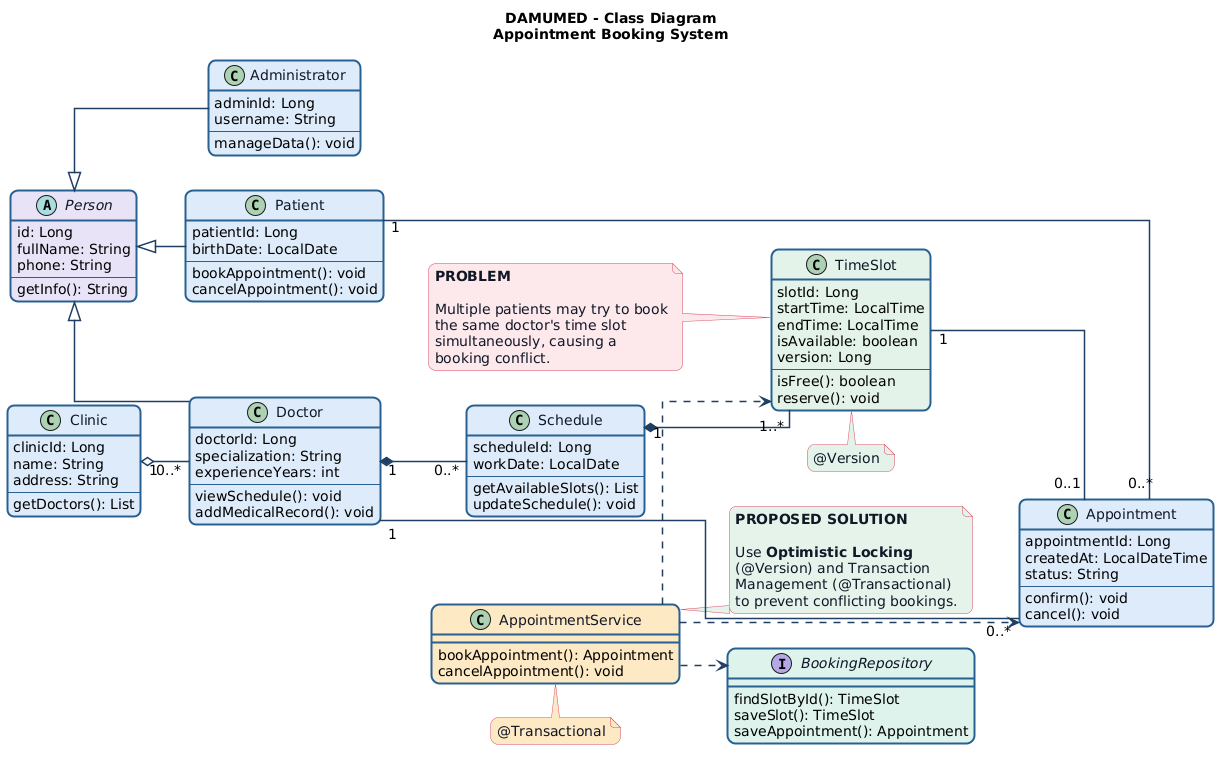 DAMUMED - Class Diagram
Appointment Booking System
C Administrator
adminId: Long
username: String
manageData(): void
A Person
id: Long
fullName: String
phone: String
getInfo(): String
C Patient
patientId: Long
birthDate: LocalDate
bookAppointment(): void
cancelAppointment(): void
1
PROBLEM
Multiple patients may try to book
the same doctor's time slot
simultaneously, causing a
booking conflict.
C TimeSlot
slotId: Long
startTime: LocalTime
endTime: LocalTime
isAvailable: boolean
version: Long
isFree(): boolean
reserve(): void
1
@Version
C Clinic
clinicId: Long
name: String
address: String
getDoctors(): List
1
0..*
C Doctor
doctorId: Long
specialization: String
experienceYears: int
viewSchedule(): void
addMedicalRecord(): void
1
0..*
1
C Schedule
scheduleId: Long
workDate: LocalDate
getAvailableSlots(): List
updateSchedule(): void
1
1..*
0..1
0..*
C Appointment
appointmentId: Long
createdAt: LocalDateTime
status: String
confirm(): void
cancel(): void
0..*
PROPOSED SOLUTION
Use Optimistic Locking
(@Version) and Transaction
Management (@Transactional)
to prevent conflicting bookings.
C AppointmentService
bookAppointment(): Appointment
cancelAppointment(): void
@Transactional
I BookingRepository
findSlotById(): TimeSlot
saveSlot(): TimeSlot
saveAppointment(): Appointment